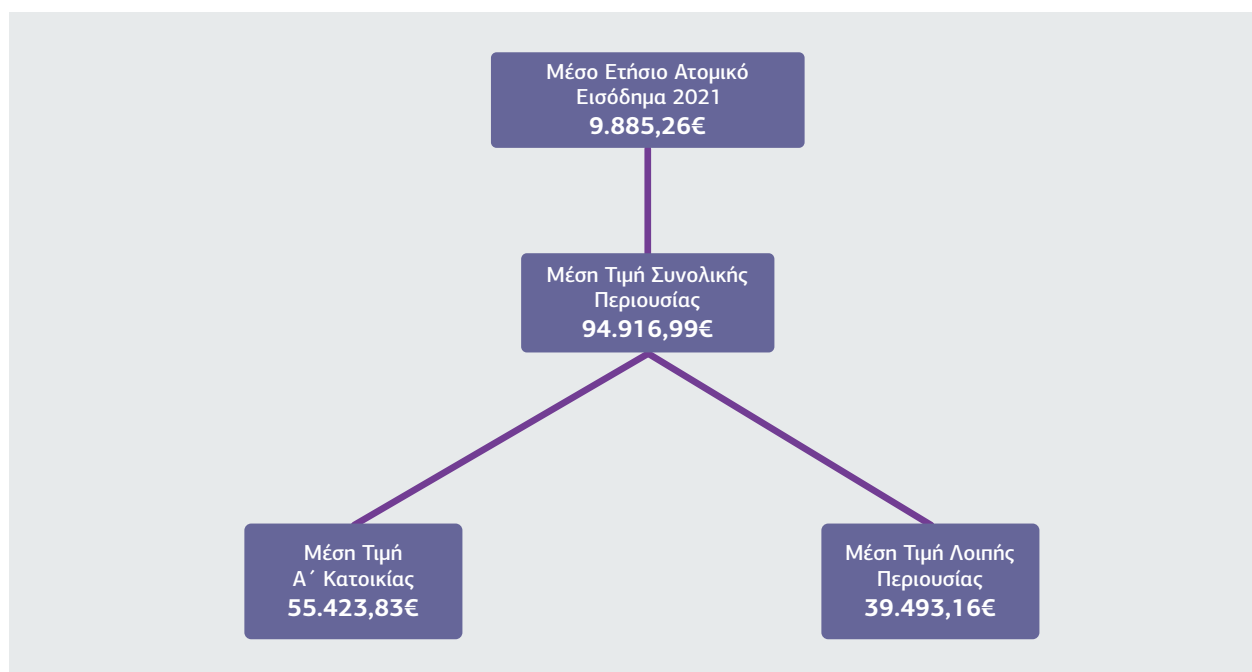 Μέσο Ετήσιο Ατομικό
Εισόδημα 2021
9.885,26€
Μέση Τιμή Συνολικής
Περιουσίας
94.916,99€
Μέση Τιμή
Α΄ Κατοικίας
55.423,83€
Μέση Τιμή Λοιπής
Περιουσίας
39.493,16€